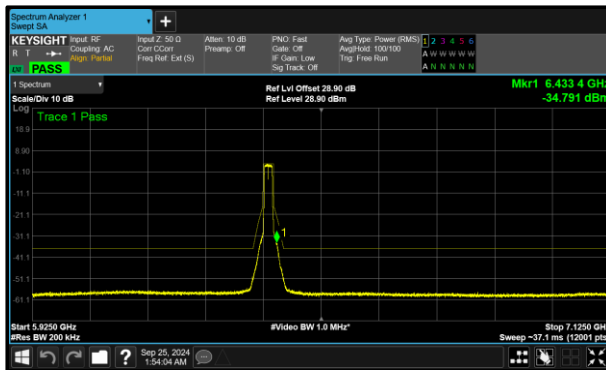 Spectrum Analyzer 1
Swept SA
KEYSIGHT
R T
LXI
PASS
Input: RF
Coupling: AC
Align: Partial
Input Z: 50 Ω
Corr CCorr
Freq Ref: Ext (S)
Atten: 10 dB
Preamp: Off
PNO: Fast
Gate: Off
IF Gain: Low
Sig Track: Off
Avg Type: Power (RMS)
Avg|Hold: 100/100
Trig: Free Run
1 2 3 4 5 6
A W W W W W
A N N N N N
1 Spectrum
Scale/Div 10 dB
Ref Lvl Offset 28.90 dB
Ref Level 28.90 dBm
Mkr1 6.433 4 GHz
-34.791 dBm
Log
Trace 1 Pass
18.9
8.90
-1.10
-11.1
-21.1
-31.1
-41.1
-51.1
-61.1
1
Start 5.9250 GHz
#Res BW 200 kHz
#Video BW 1.0 MHz*
Stop 7.1250 GHz
Sweep ~37.1 ms (12001 pts)
?
Sep 25, 2024
1:54:04 AM